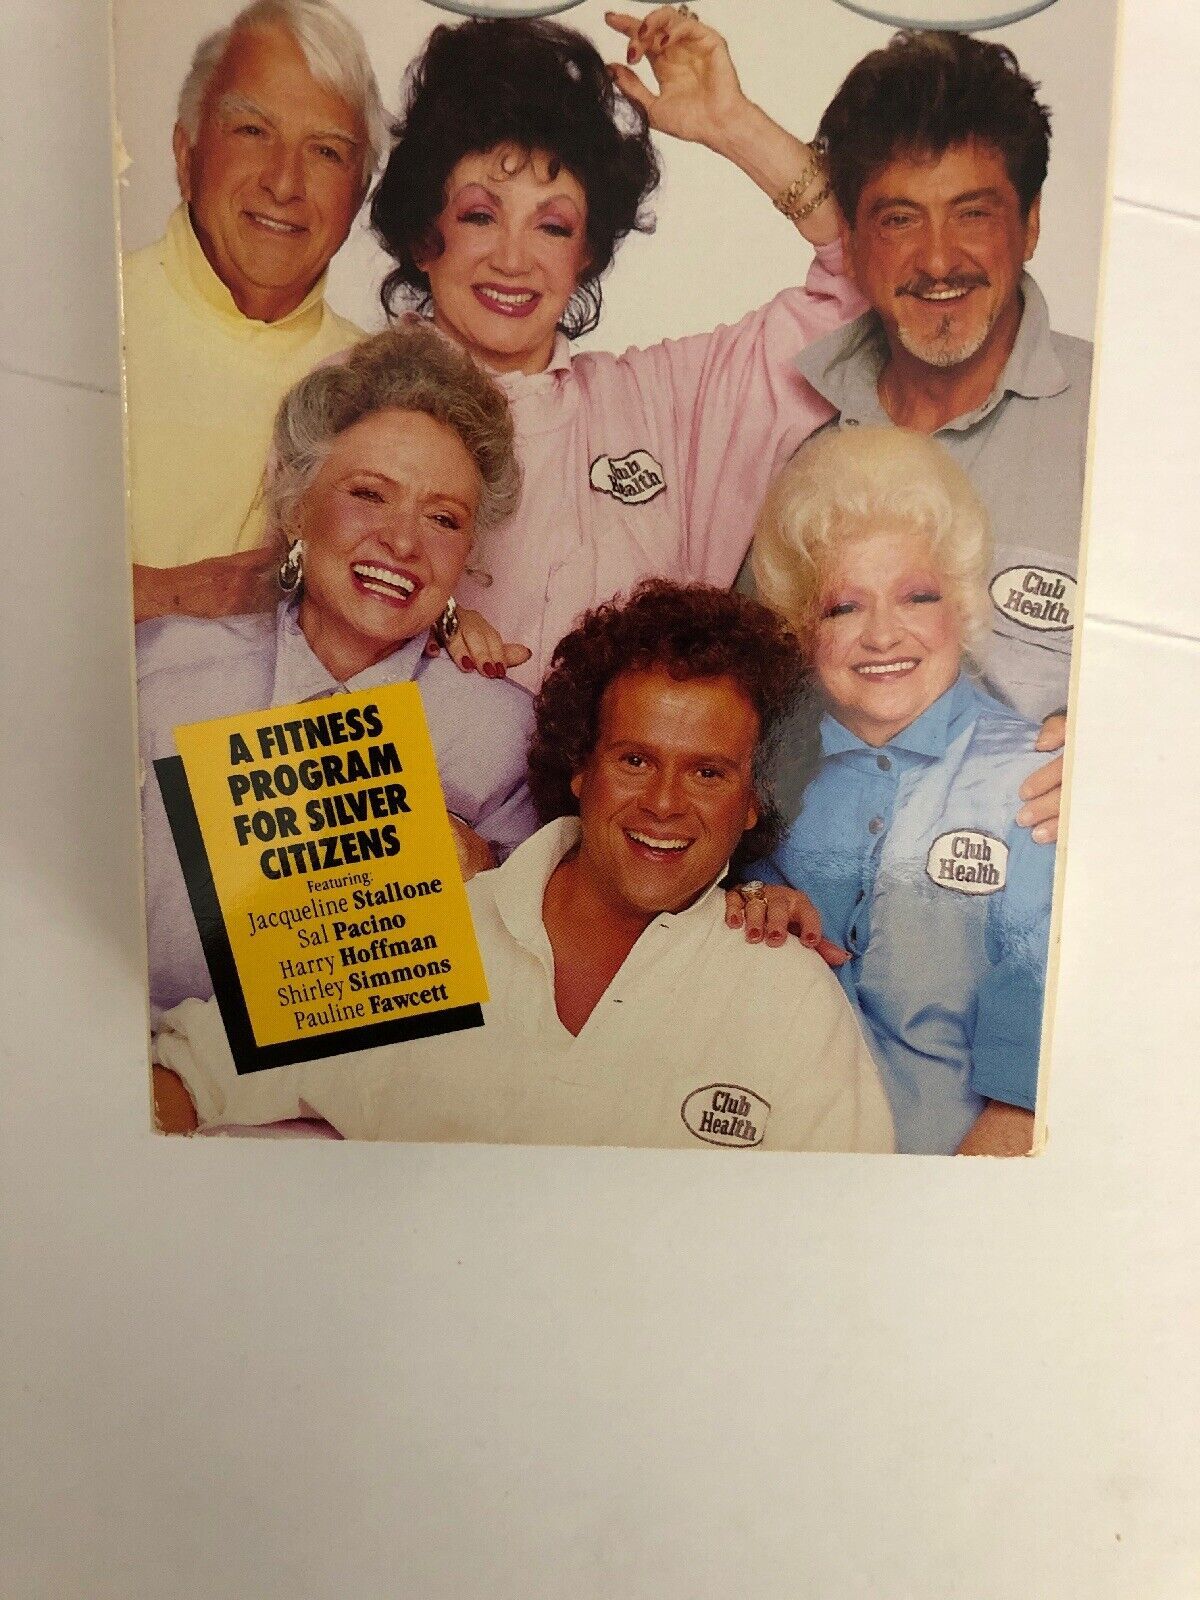 Club
Health
Club
Health
A FITNESS
PROGRAM
FOR SILVER
CITIZENS
Featuring:
Jacqueline Stallone
Sal Pacino
Harry Hoffman
Shirley Simmons
Pauline Fawcett
Club
Health
Club
Health